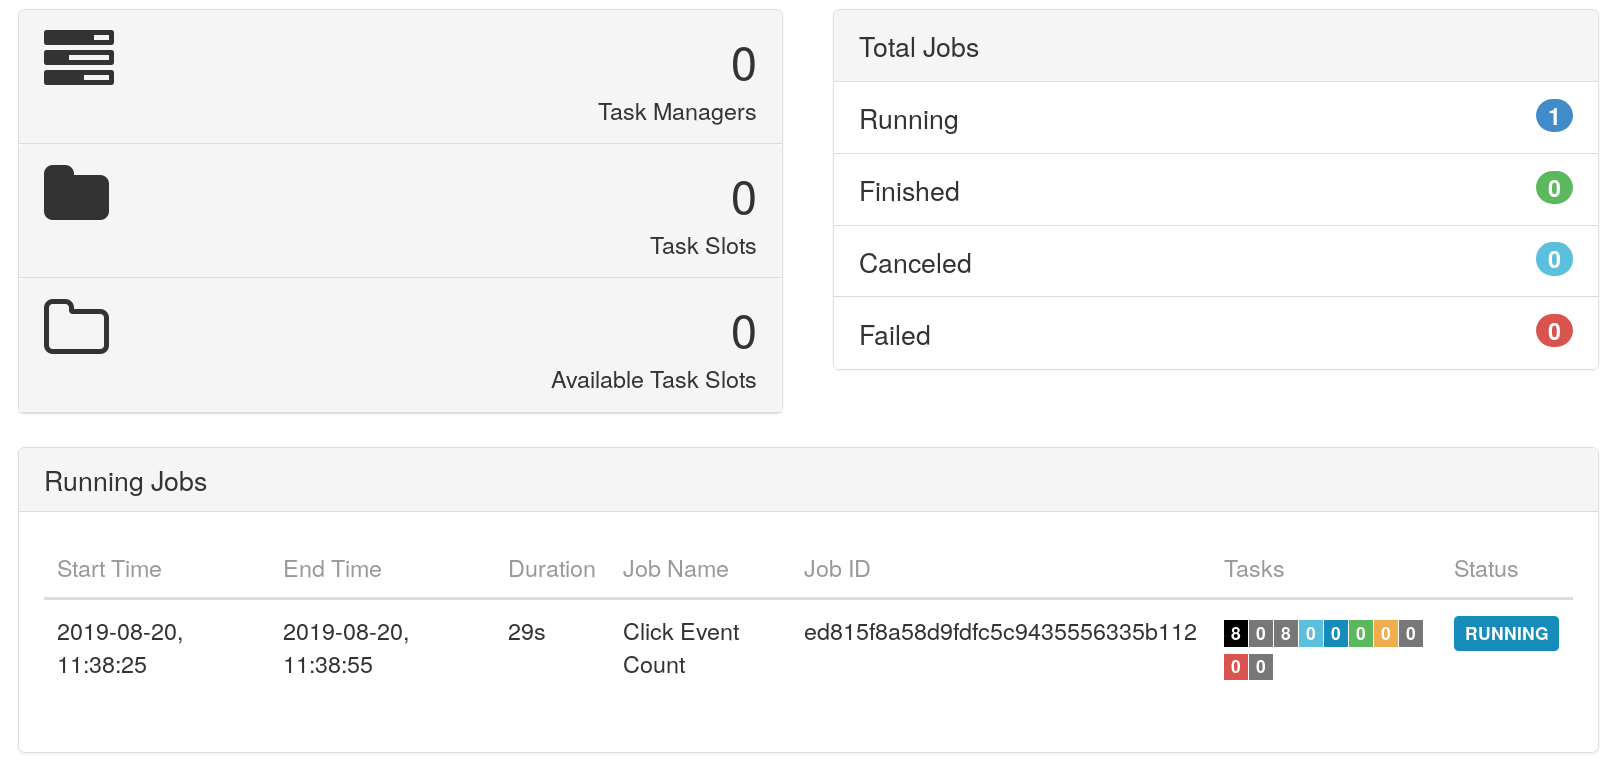 0
Task Managers
0
Task Slots
0
Available Task Slots
Total Jobs
Running 1
Finished 0
Canceled 0
Failed 0
Running Jobs
Start Time End Time Duration Job Name Job ID Tasks Status
2019-08-20, 2019-08-20, 29s Click Event ed815f8a58d9fdfc5c9435556335b112 8 0 8 0 0 0 0 0 RUNNING
11:38:25 11:38:55 Count 0 0